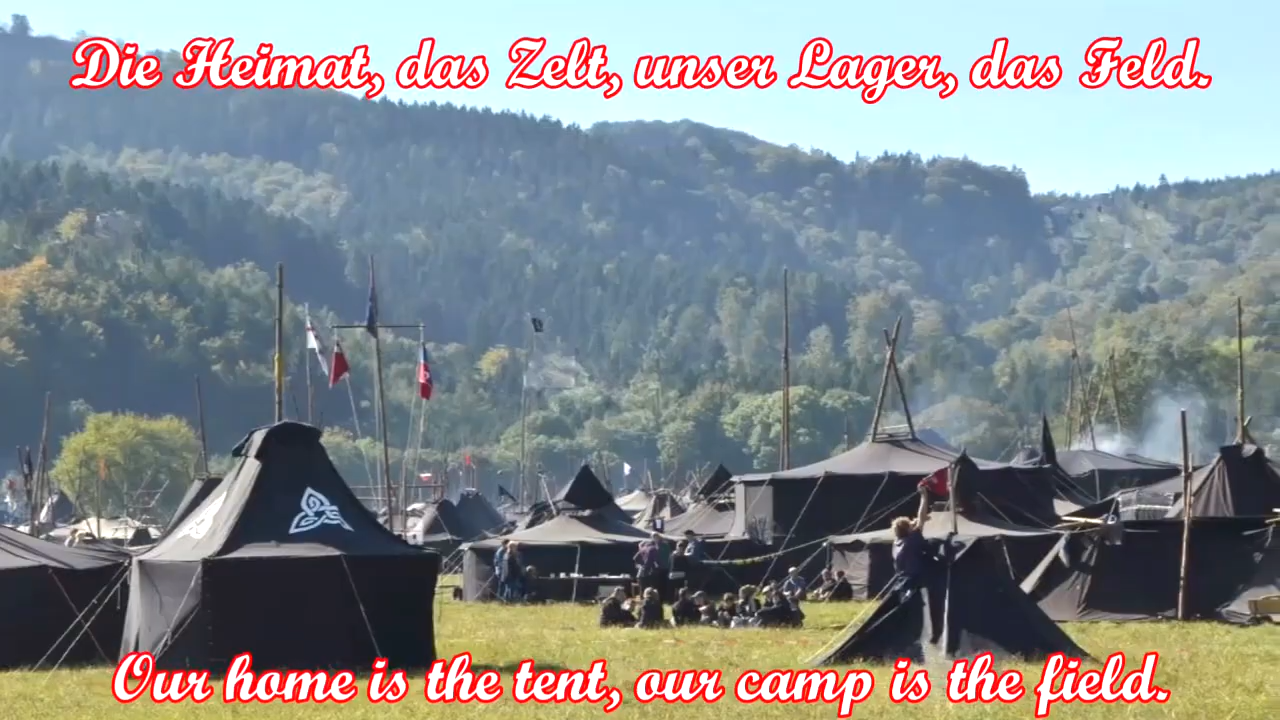 Die Heimat, das Zelt, unser Lager, das Feld.
Our home is the tent, our camp is the field.